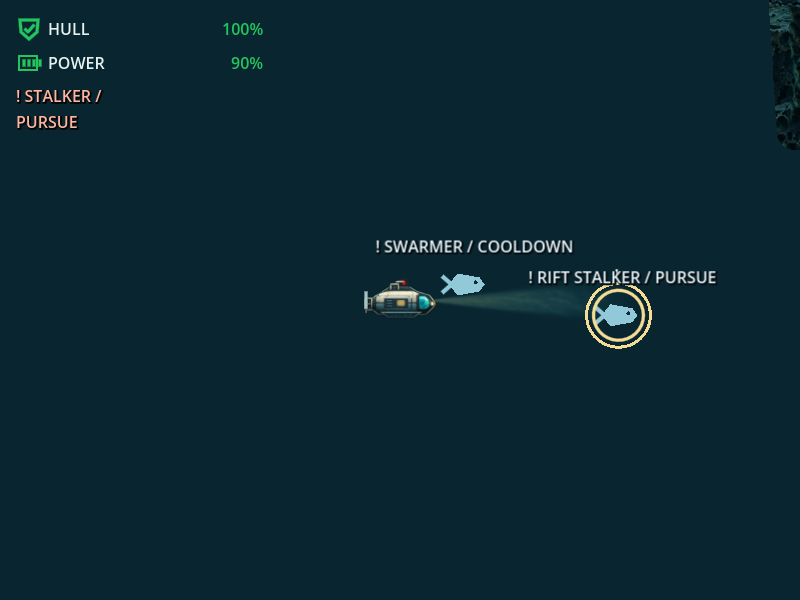 HULL 100%
POWER 90%
! STALKER /
PURSUE
! SWARMER / COOLDOWN
! RIFT STALKER / PURSUE